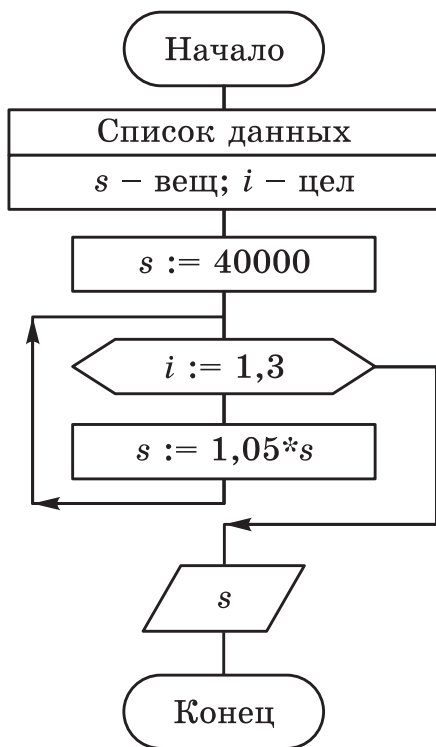 Начало
Список данных
s – вещ; i – цел
s := 40000
i := 1,3
s := 1,05*s
s
Конец